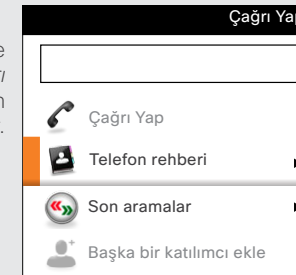 Çağrı Yap
Çağrı Yap
Telefon rehberi
Son aramalar
Başka bir katılımcı ekle